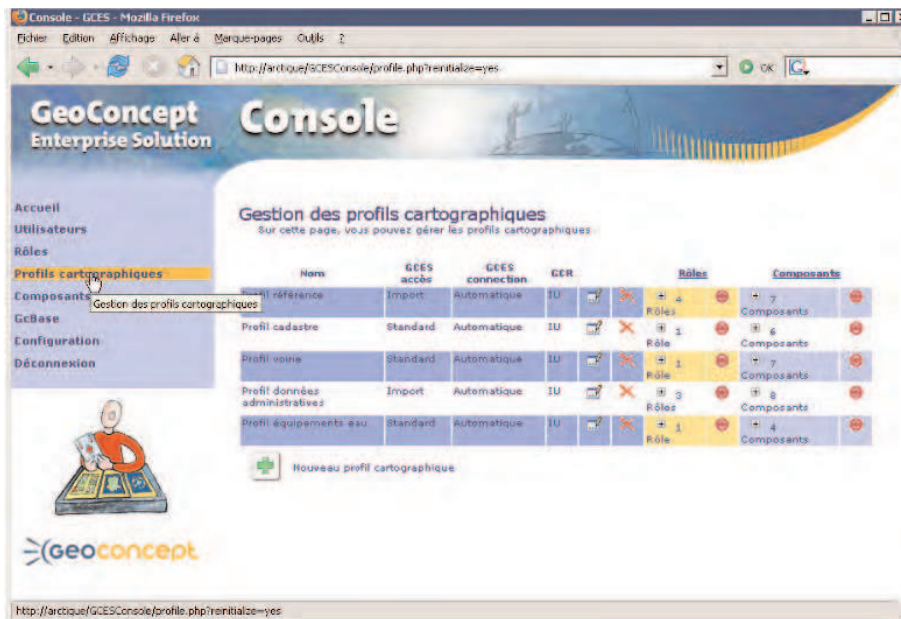 Console - GCES - Mozilla Firefox
Fichier Edition Affichage Aller à Marque-pages Outils ?
http://arctique/GCESConsole/profile.php?reinitialize=yes OK G
GeoConcept
Enterprise Solution
Console
Accueil
Utilisateurs
Rôles
Profils cartographiques
Composants
GcBase
Configuration
Déconnexion
Gestion des profils cartographiques
Gestion des profils cartographiques
Sur cette page, vous pouvez gérer les profils cartographiques
Nom GCES accès GCES connection GCR Rôles Composants
Profil référence Import Automatique IU 4 Rôles 7 Composants
Profil cadastre Standard Automatique IU 1 Rôle 6 Composants
Profil voirie Standard Automatique IU 1 Rôle 7 Composants
Profil données administratives Import Automatique IU 3 Rôles 8 Composants
Profil équipements eau Standard Automatique IU 1 Rôle 4 Composants
Nouveau profil cartographique
Geoconcept
http://arctique/GCESConsole/profile.php?reinitialize=yes